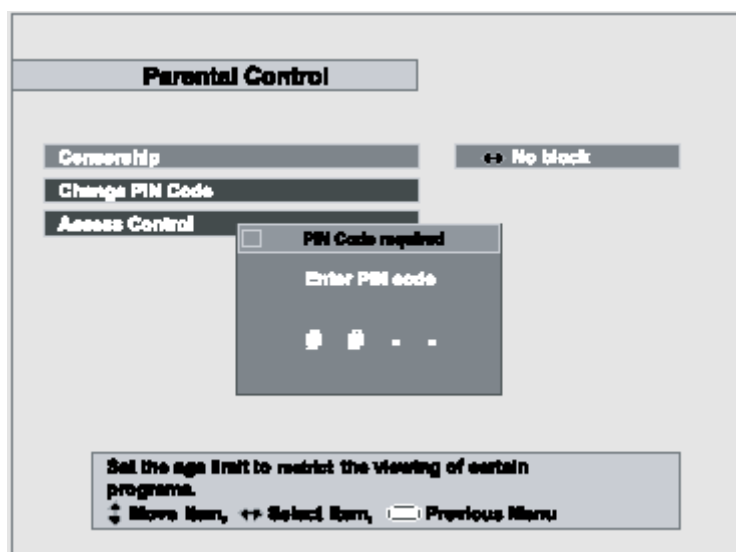 Parental Control
Censorship
No block
Change PIN Code
Access Control
PIN Code required
Enter PIN code
Set the age limit to restrict the viewing of certain
programs.
Move Item, Select Item, Previous Menu